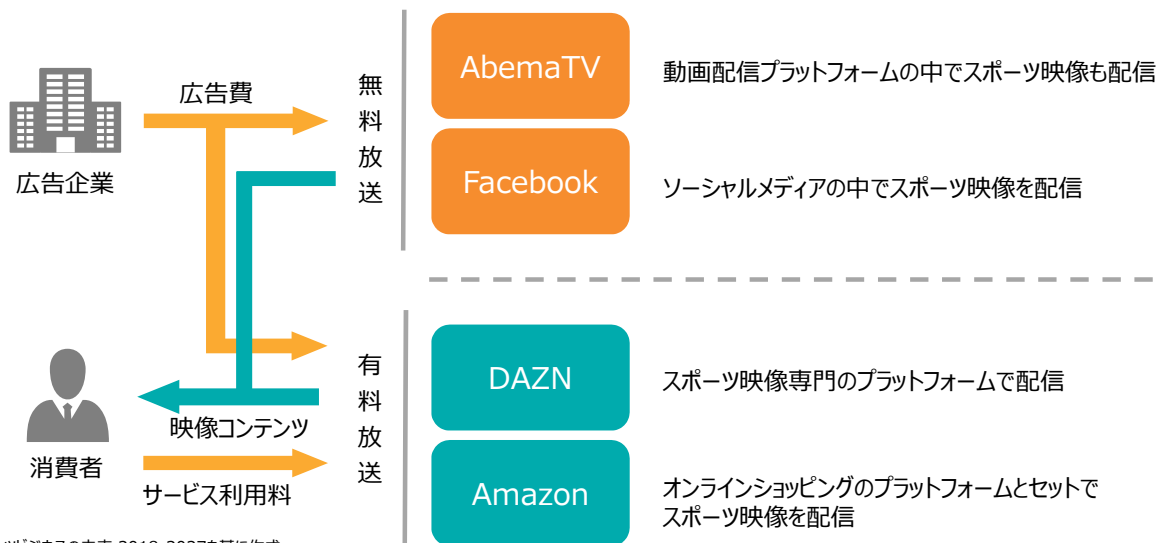 広告費
広告企業
無料放送
AbemaTV
動画配信プラットフォームの中でスポーツ映像も配信
Facebook
ソーシャルメディアの中でスポーツ映像を配信
有料放送
DAZN
スポーツ映像専門のプラットフォームで配信
映像コンテンツ
消費者
サービス利用料
Amazon
オンラインショッピングのプラットフォームとセットで
スポーツ映像を配信